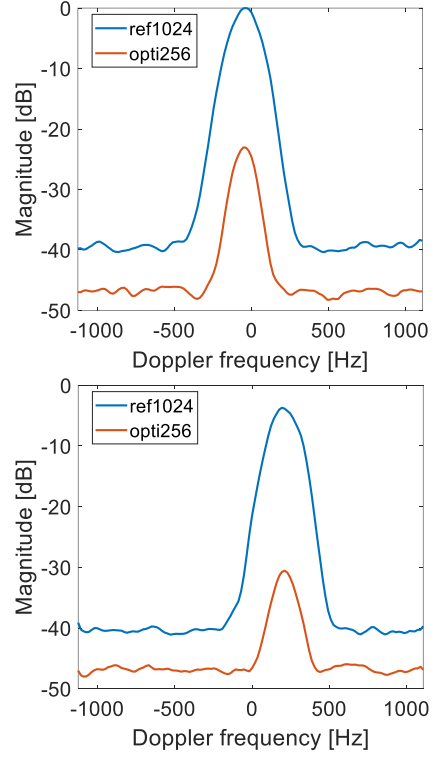 0
-10
-20
-30
-40
-50
Magnitude [dB]
ref1024
opti256
-1000 -500 0 500 1000
Doppler frequency [Hz]
0
-10
-20
-30
-40
-50
Magnitude [dB]
ref1024
opti256
-1000 -500 0 500 1000
Doppler frequency [Hz]